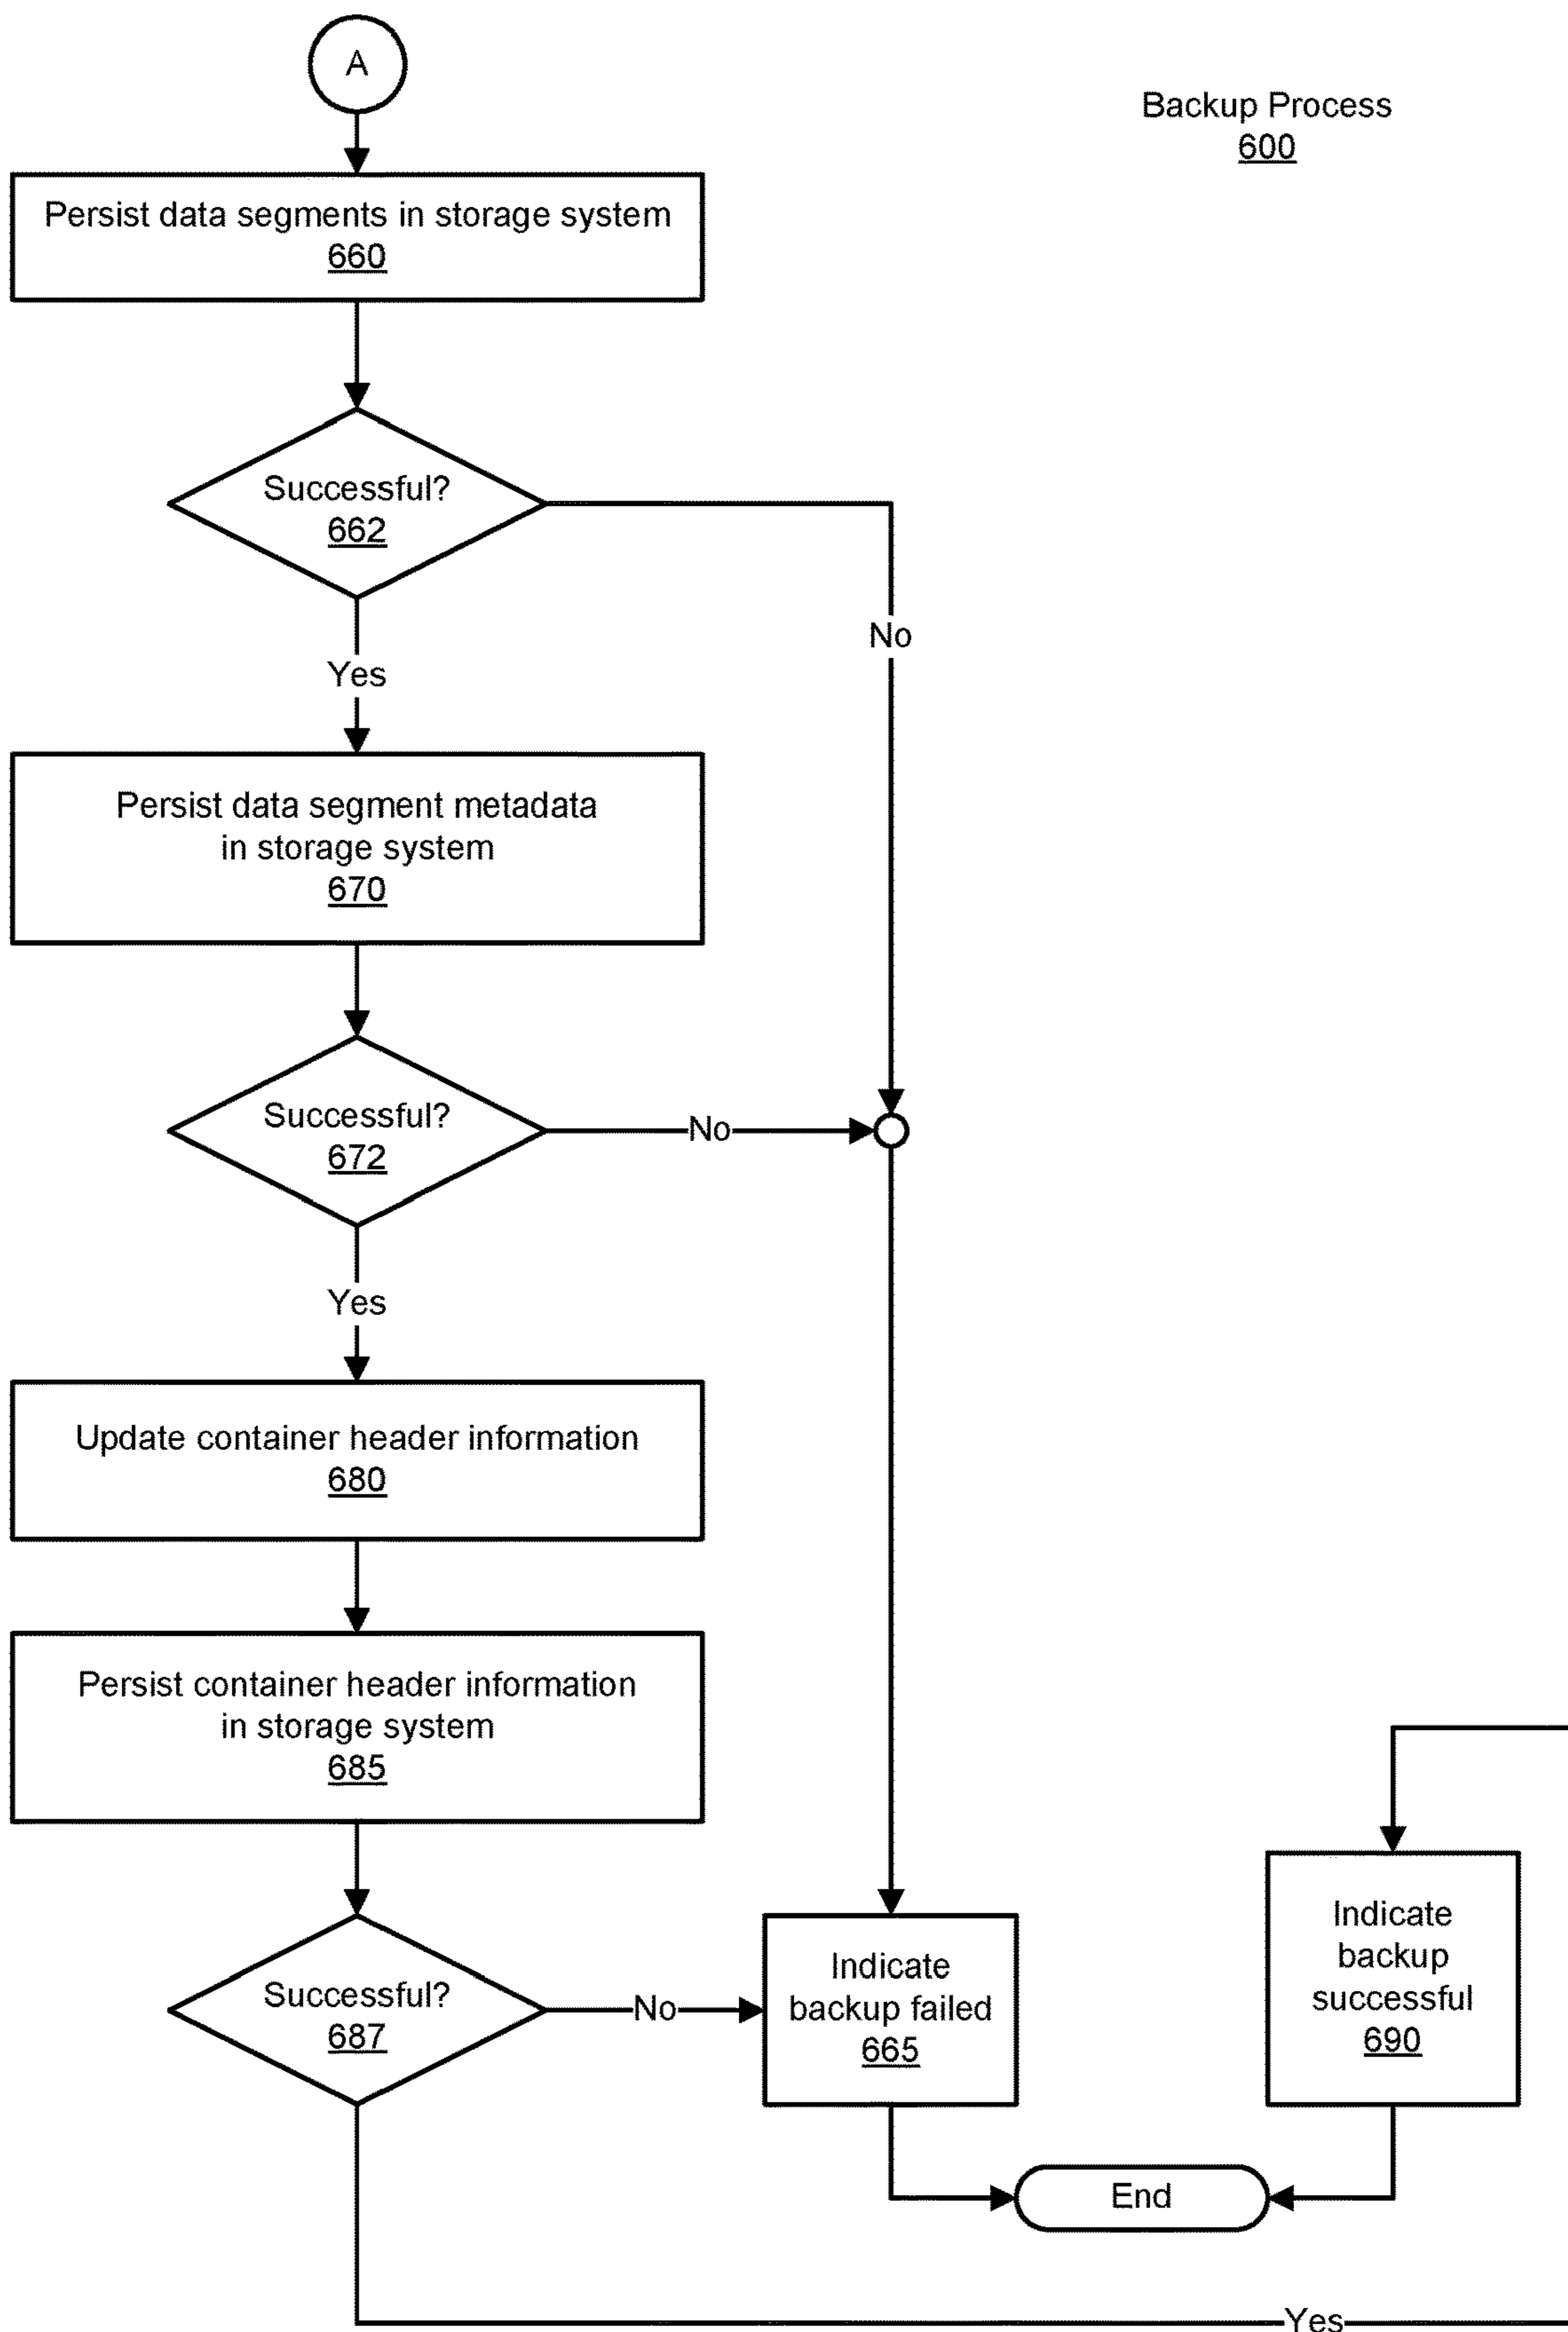 A
Backup Process
600
Persist data segments in storage system
660
Successful?
662
No
Yes
Persist data segment metadata
in storage system
670
Successful?
672
No
Yes
Update container header information
680
Persist container header information
in storage system
685
Successful?
687
No
Indicate
backup failed
665
Indicate
backup
successful
690
End
Yes